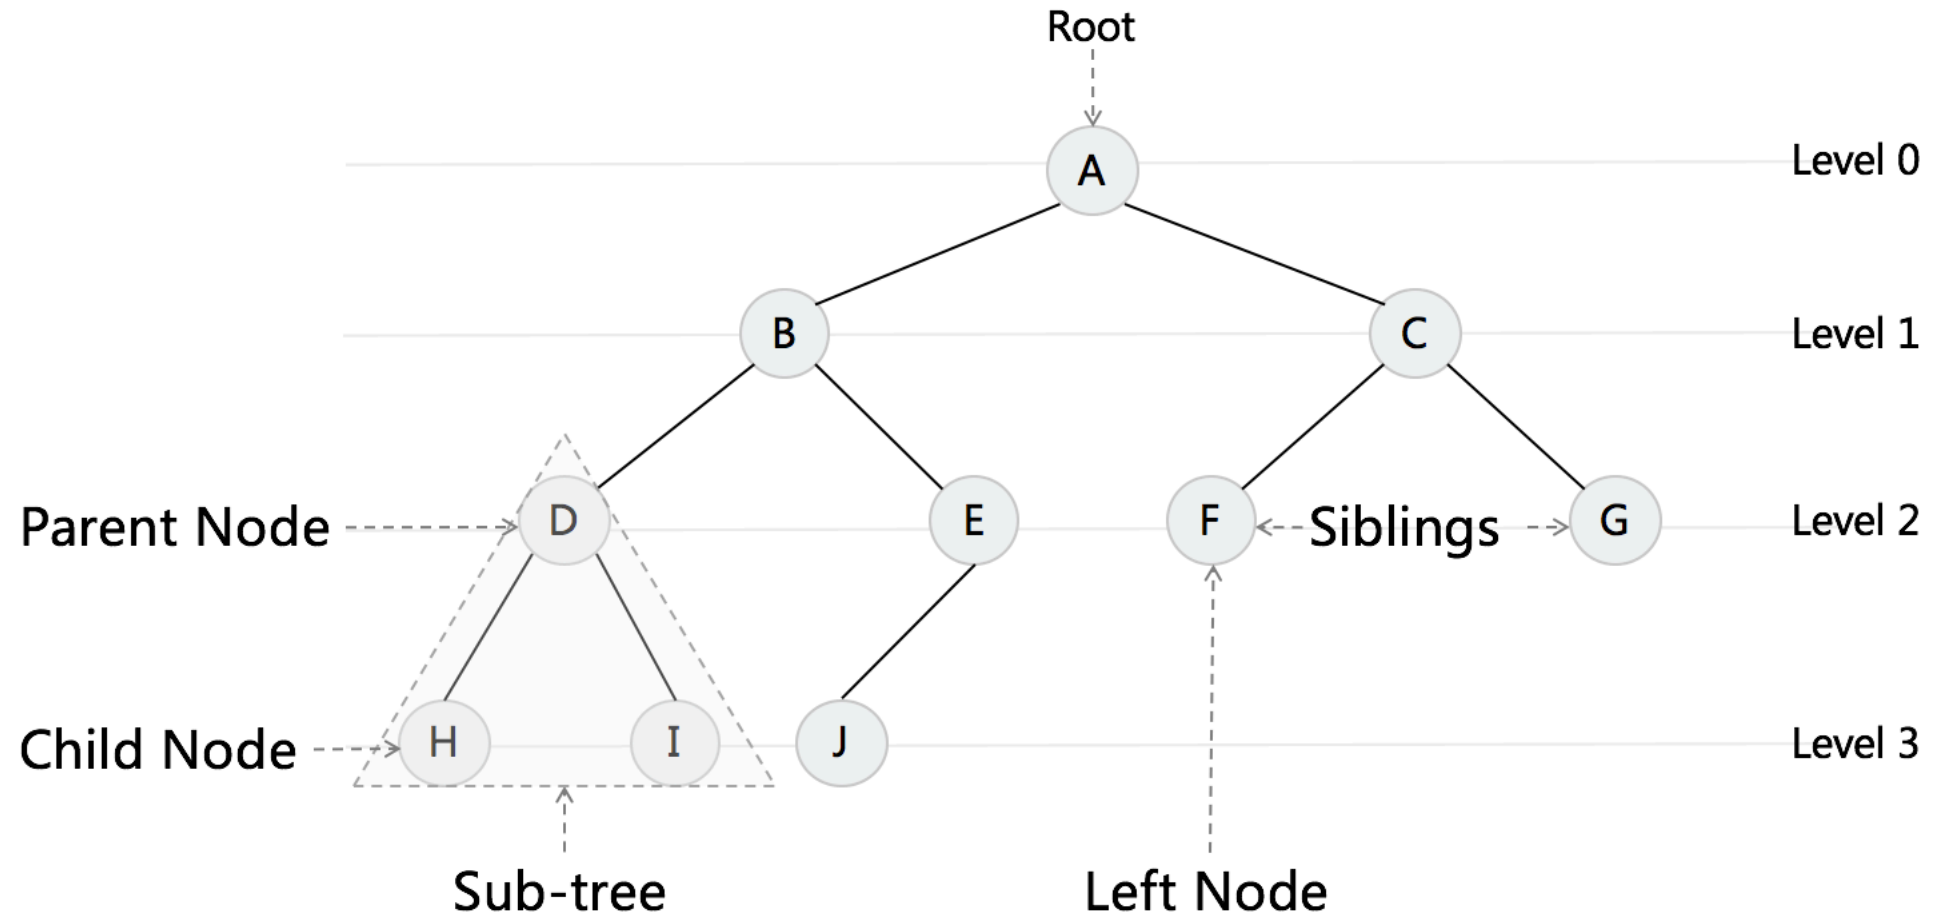 Root
A
Level 0
B
C
Level 1
Parent Node
D
E
F
Siblings
G
Level 2
Child Node
H
I
J
Level 3
Sub-tree
Left Node